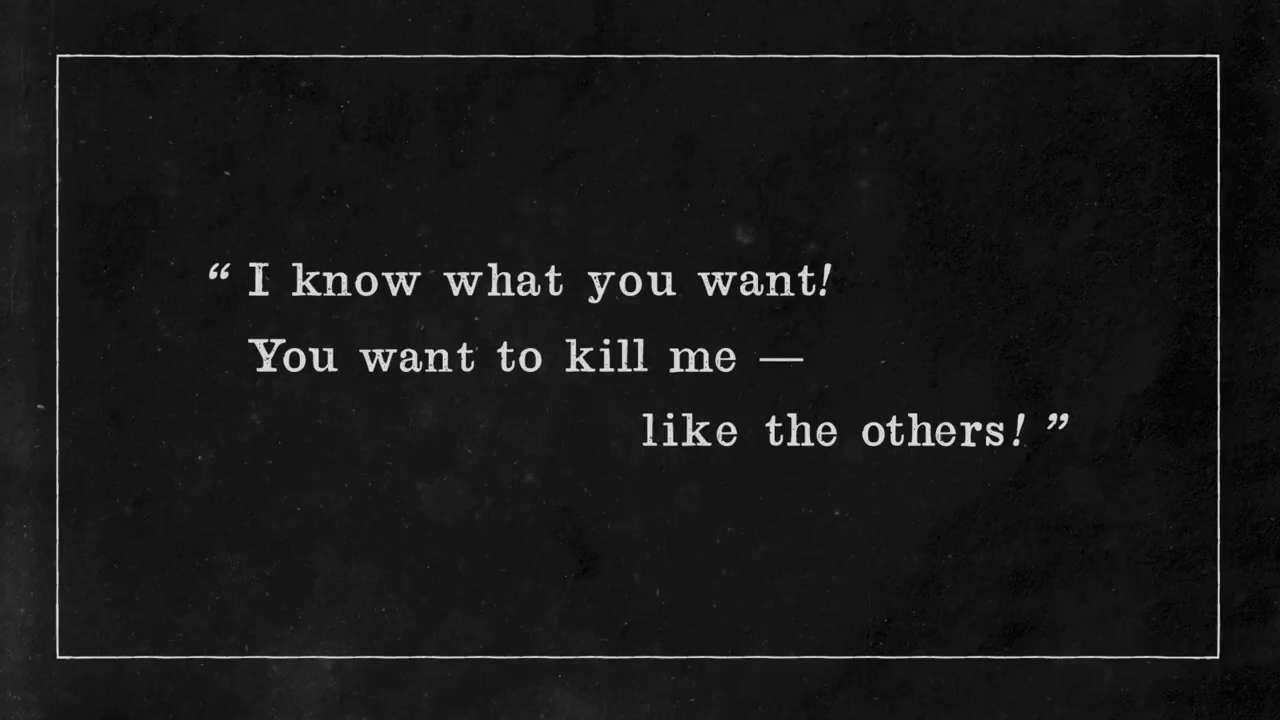 “ I know what you want!
You want to kill me —
like the others! ”